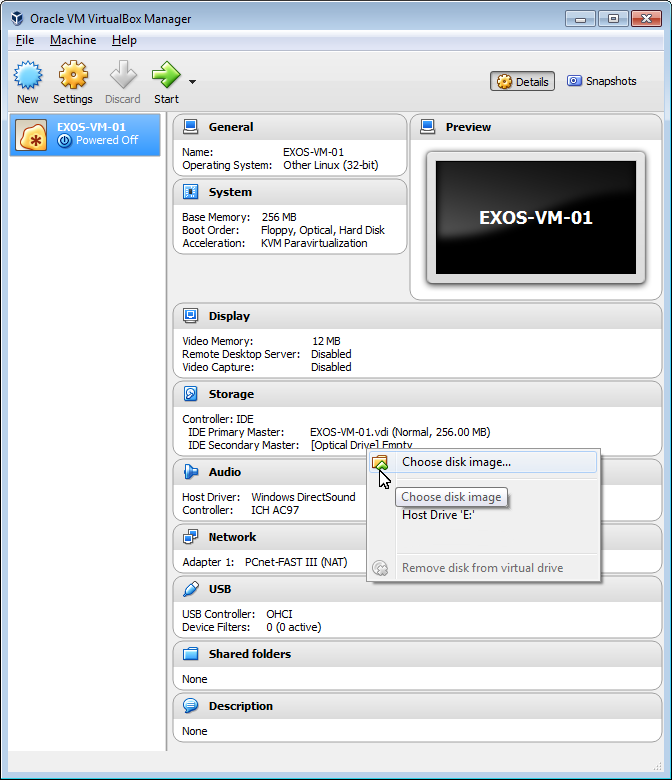 Oracle VM VirtualBox Manager
File Machine Help
New Settings Discard Start Details Snapshots
EXOS-VM-01
Powered Off
General
Name: EXOS-VM-01
Operating System: Other Linux (32-bit)
System
Base Memory: 256 MB
Boot Order: Floppy, Optical, Hard Disk
Acceleration: KVM Paravirtualization
Preview
EXOS-VM-01
Display
Video Memory: 12 MB
Remote Desktop Server: Disabled
Video Capture: Disabled
Storage
Controller: IDE
IDE Primary Master: EXOS-VM-01.vdi (Normal, 256.00 MB)
IDE Secondary Master: [Optical Drive] Empty
Choose disk image...
Choose disk image
Host Drive 'E:'
Remove disk from virtual drive
Audio
Host Driver: Windows DirectSound
Controller: ICH AC97
Network
Adapter 1: PCnet-FAST III (NAT)
USB
USB Controller: OHCI
Device Filters: 0 (0 active)
Shared folders
None
Description
None